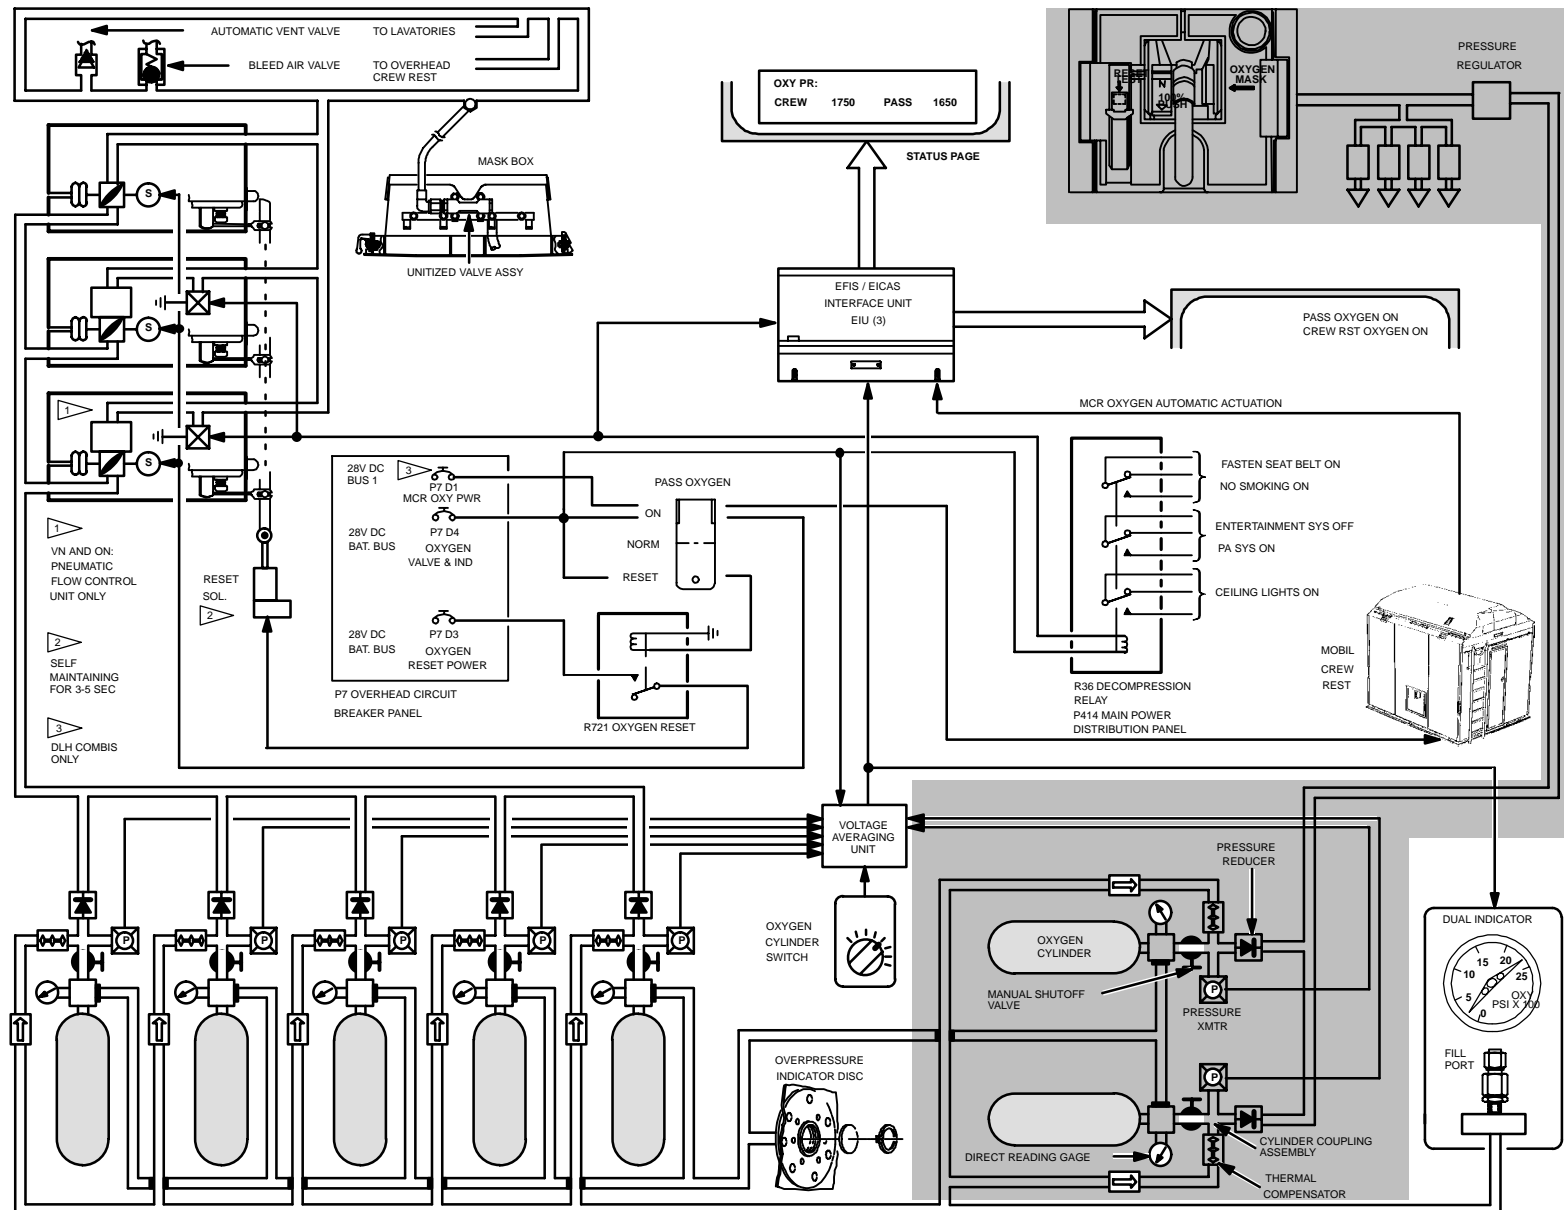 AUTOMATIC VENT VALVE
TO LAVATORIES
BLEED AIR VALVE
TO OVERHEAD
CREW REST
MASK BOX
UNITIZED VALVE ASSY
OXY PR:
CREW 1750 PASS 1650
STATUS PAGE
RESET
TEST
N
100%
PUSH
OXYGEN
MASK
PRESSURE
REGULATOR
S
S
S
EFIS / EICAS
INTERFACE UNIT
EIU (3)
PASS OXYGEN ON
CREW RST OXYGEN ON
MCR OXYGEN AUTOMATIC ACTUATION
1
1
VN AND ON:
PNEUMATIC
FLOW CONTROL
UNIT ONLY
2
SELF
MAINTAINING
FOR 3-5 SEC
3
DLH COMBIS
ONLY
RESET
SOL.
2
28V DC
BUS 1
3
P7 D1
MCR OXY PWR
28V DC
BAT. BUS
P7 D4
OXYGEN
VALVE & IND
28V DC
BAT. BUS
P7 D3
OXYGEN
RESET POWER
P7 OVERHEAD CIRCUIT
BREAKER PANEL
PASS OXYGEN
ON
NORM
RESET
R721 OXYGEN RESET
FASTEN SEAT BELT ON
NO SMOKING ON
ENTERTAINMENT SYS OFF
PA SYS ON
CEILING LIGHTS ON
R36 DECOMPRESSION
RELAY
P414 MAIN POWER
DISTRIBUTION PANEL
MOBIL
CREW
REST
VOLTAGE
AVERAGING
UNIT
OXYGEN
CYLINDER
SWITCH
P
P
P
P
P
OVERPRESSURE
INDICATOR DISC
PRESSURE
REDUCER
OXYGEN
CYLINDER
MANUAL SHUTOFF
VALVE
P
PRESSURE
XMTR
P
DIRECT READING GAGE
CYLINDER COUPLING
ASSEMBLY
THERMAL
COMPENSATOR
DUAL INDICATOR
0
5
10
15
20
25
OXY
PSI X 100
FILL
PORT